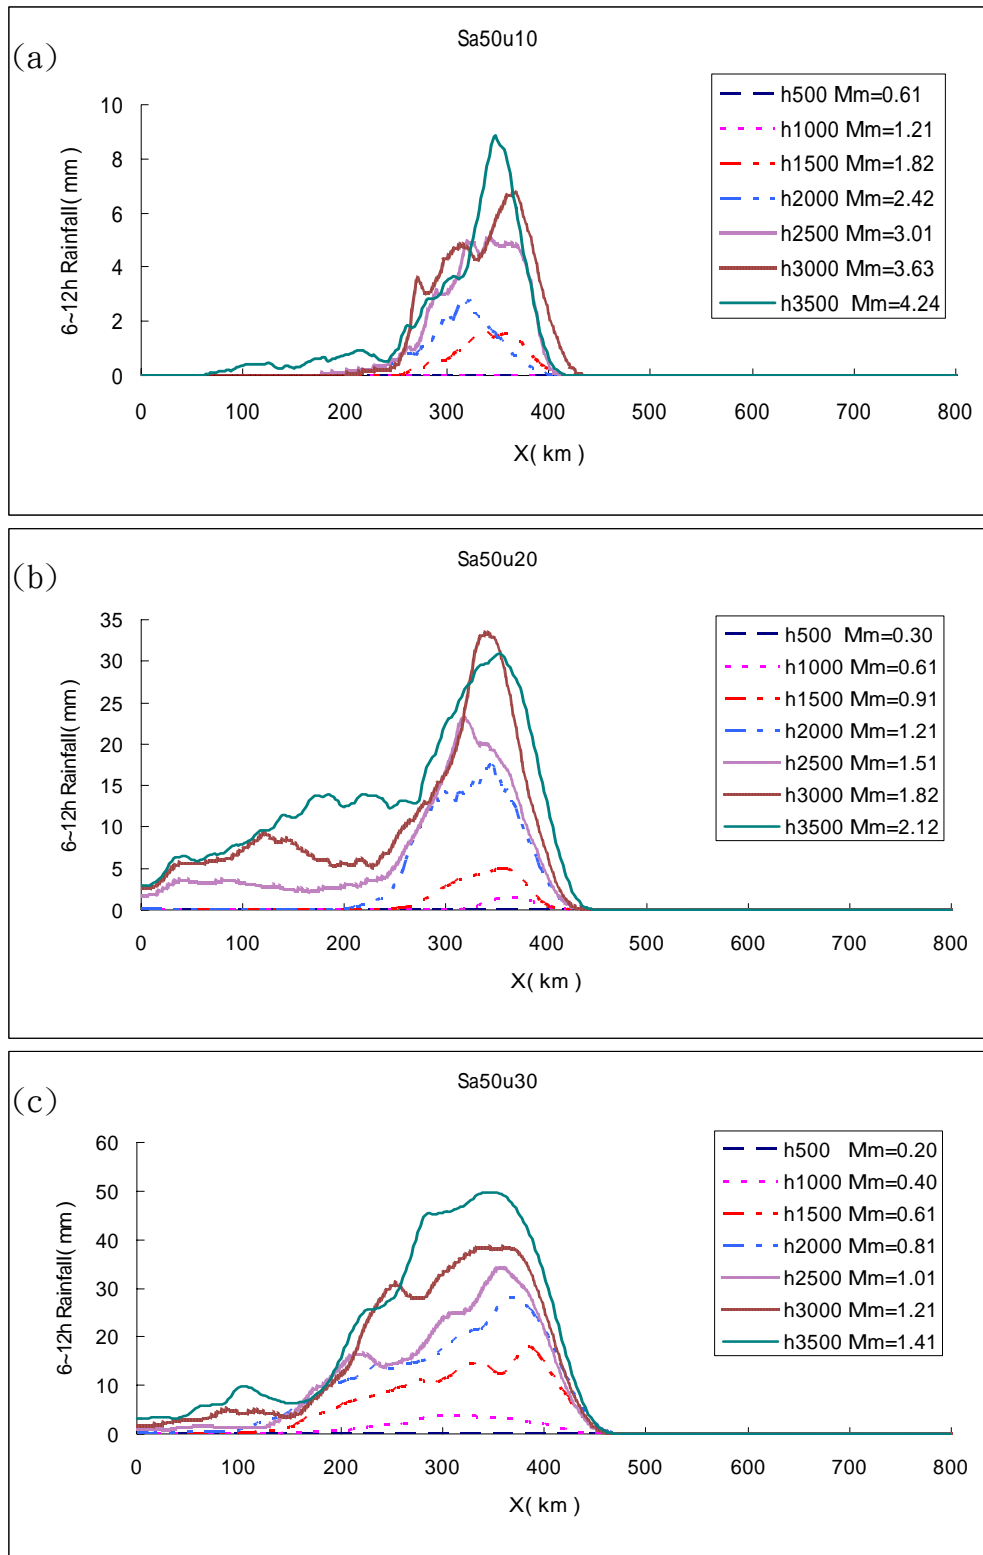 (a)
Sa50u10
6~12h Rainfall( mm )
10
8
6
4
2
0
0 100 200 300 400 500 600 700 800
X( km )
h500 Mm=0.61
h1000 Mm=1.21
h1500 Mm=1.82
h2000 Mm=2.42
h2500 Mm=3.01
h3000 Mm=3.63
h3500 Mm=4.24
(b)
Sa50u20
6~12h Rainfall( mm )
35
30
25
20
15
10
5
0
0 100 200 300 400 500 600 700 800
X( km )
h500 Mm=0.30
h1000 Mm=0.61
h1500 Mm=0.91
h2000 Mm=1.21
h2500 Mm=1.51
h3000 Mm=1.82
h3500 Mm=2.12
(c)
Sa50u30
6~12h Rainfall( mm )
60
50
40
30
20
10
0
0 100 200 300 400 500 600 700 800
X( km )
h500 Mm=0.20
h1000 Mm=0.40
h1500 Mm=0.61
h2000 Mm=0.81
h2500 Mm=1.01
h3000 Mm=1.21
h3500 Mm=1.41